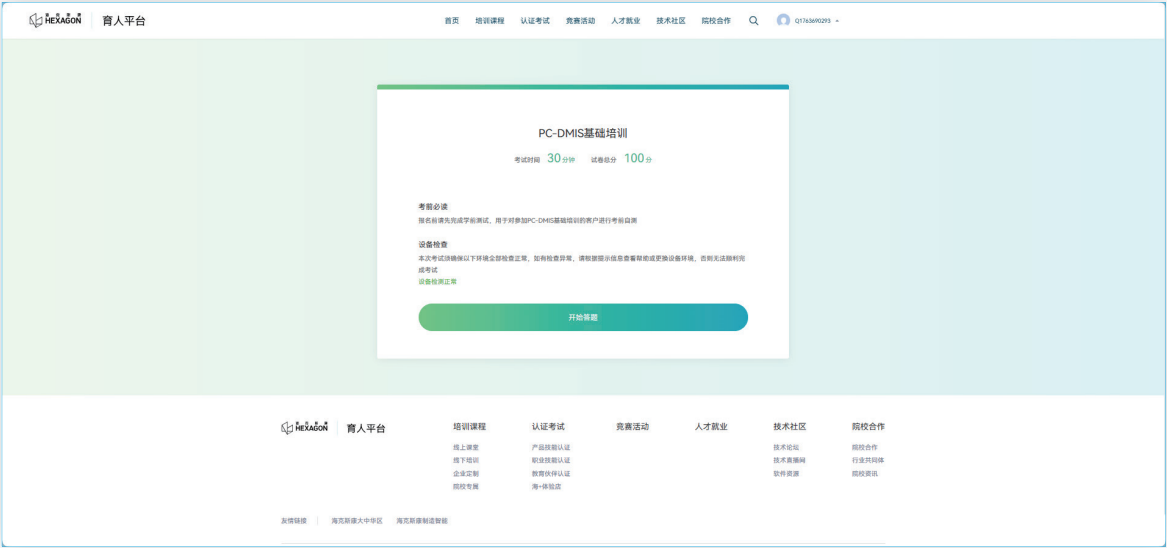 海克斯康
HEXAGON 育人平台 首页 培训课程 认证考试 竞赛活动 人才就业 技术社区 院校合作 Q1763690293
PC-DMIS基础培训
考试时间 30分钟 试卷总分 100分
考前必读
报名前请先完成学前测试，用于对参加PC-DMIS基础培训的客户进行考前自测
设备检查
本次考试须确保以下环境全部检查正常，如有检查异常，请根据提示信息查看帮助或更换设备环境，否则无法顺利完
成考试
设备检测正常
开始答题
海克斯康
HEXAGON 育人平台 培训课程 认证考试 竞赛活动 人才就业 技术社区 院校合作
线上课堂 产品技能认证 技术论坛 院校合作
线下培训 职业技能认证 技术直播间 行业共同体
企业定制 教育伙伴认证 软件资源 院校资讯
院校专属 海+体验店
友情链接 海克斯康大中华区 海克斯康制造智能